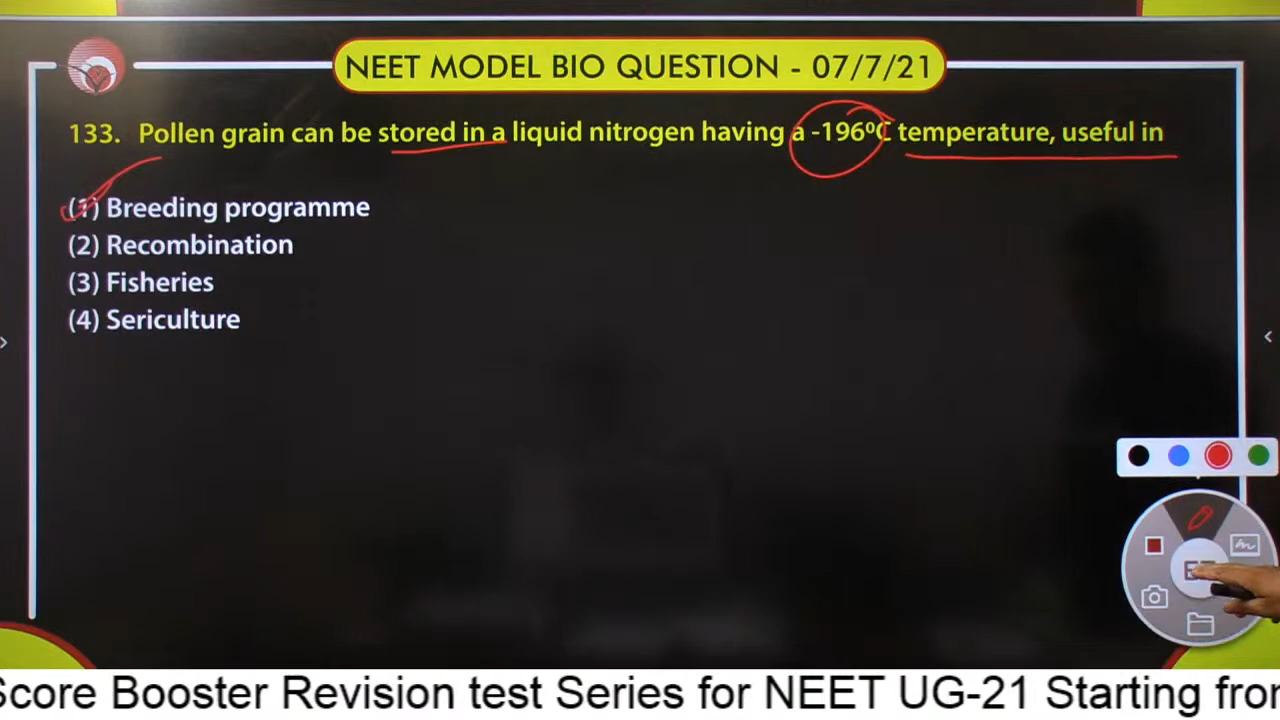 NEET MODEL BIO QUESTION - 07/7/21
133. Pollen grain can be stored in a liquid nitrogen having a -196ºC temperature, useful in
(1) Breeding programme
(2) Recombination
(3) Fisheries
(4) Sericulture
Score Booster Revision test Series for NEET UG-21 Starting from